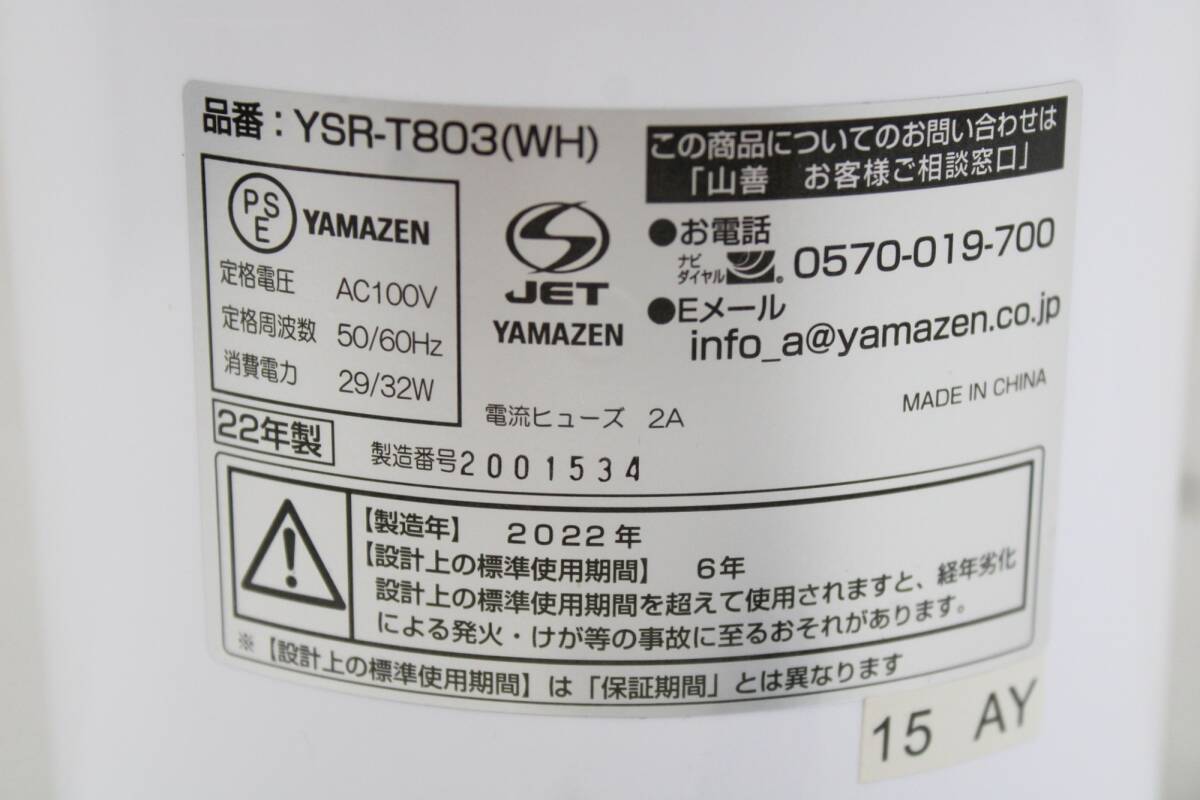 品番：YSR-T803(WH)
PSE YAMAZEN
定格電圧 AC100V
定格周波数 50/60Hz
消費電力 29/32W
JET
YAMAZEN
この商品についてのお問い合わせは
「山善 お客様ご相談窓口」
●お電話
ナビダイヤル 0570-019-700
●Eメール
info_a@yamazen.co.jp
電流ヒューズ 2A
MADE IN CHINA
22年製
製造番号2001534
【製造年】 2022年
【設計上の標準使用期間】 6年
設計上の標準使用期間を超えて使用されますと、経年劣化
による発火・けが等の事故に至るおそれがあります。
※【設計上の標準使用期間】は「保証期間」とは異なります
15 AY